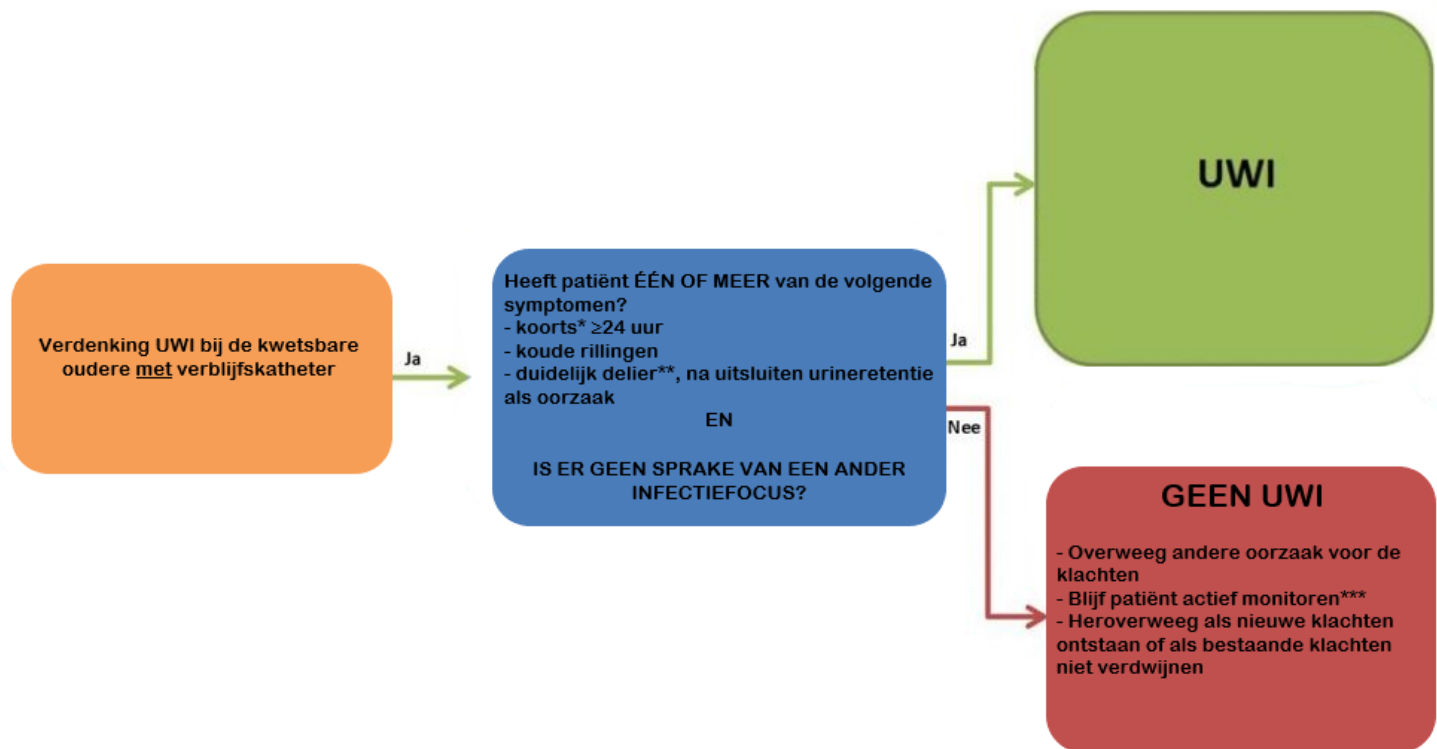 Verdenking UWI bij de kwetsbare
oudere met verblijfskatheter
Ja
Heeft patiënt ÉÉN OF MEER van de volgende
symptomen?
- koorts* ≥24 uur
- koude rillingen
- duidelijk delier**, na uitsluiten urineretentie
als oorzaak
EN
IS ER GEEN SPRAKE VAN EEN ANDER
INFECTIEFOCUS?
Ja
UWI
Nee
GEEN UWI
- Overweeg andere oorzaak voor de
klachten
- Blijf patiënt actief monitoren***
- Heroverweeg als nieuwe klachten
ontstaan of als bestaande klachten
niet verdwijnen